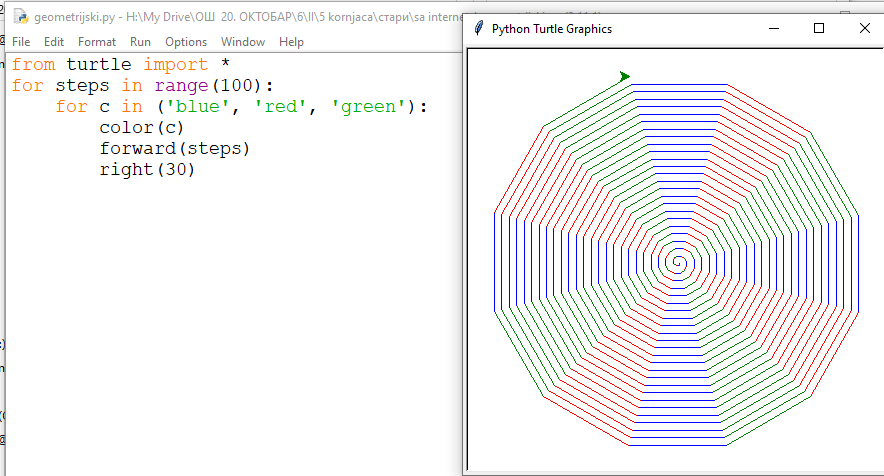 geometrijski.py - H:\My Drive\ОШ 20. ОКТОБАР\6\II\5 kornjaca\стари\sa interne
File Edit Format Run Options Window Help
from turtle import *
for steps in range(100):
    for c in ('blue', 'red', 'green'):
        color(c)
        forward(steps)
        right(30)
Python Turtle Graphics